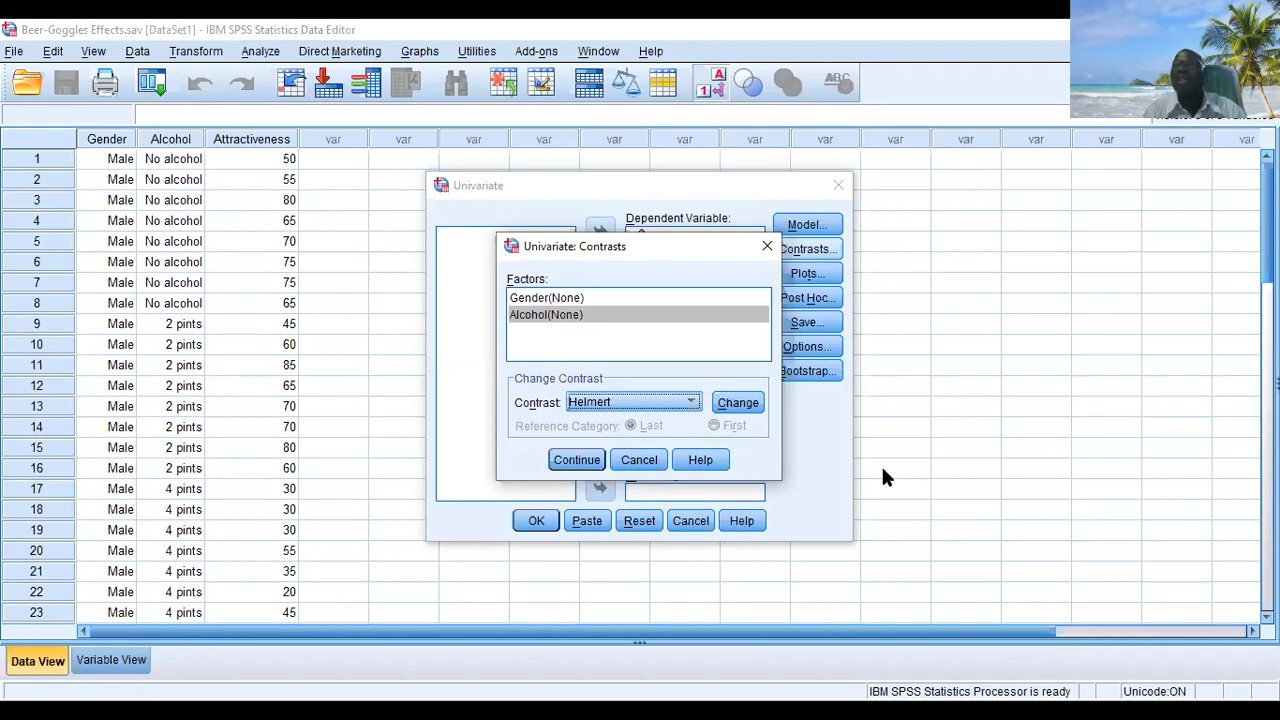 Beer-Goggles Effects.sav [DataSet1] - IBM SPSS Statistics Data Editor
File Edit View Data Transform Analyze Direct Marketing Graphs Utilities Add-ons Window Help
Gender Alcohol Attractiveness var var var var var var var var var var var var var var
1 Male No alcohol 50
2 Male No alcohol 55
3 Male No alcohol 80
4 Male No alcohol 65
5 Male No alcohol 70
6 Male No alcohol 75
7 Male No alcohol 75
8 Male No alcohol 65
9 Male 2 pints 45
10 Male 2 pints 60
11 Male 2 pints 85
12 Male 2 pints 65
13 Male 2 pints 70
14 Male 2 pints 70
15 Male 2 pints 80
16 Male 2 pints 60
17 Male 4 pints 30
18 Male 4 pints 30
19 Male 4 pints 30
20 Male 4 pints 55
21 Male 4 pints 35
22 Male 4 pints 20
23 Male 4 pints 45
Univariate
Dependent Variable:
Model...
Contrasts...
Plots...
Post Hoc...
Save...
Options...
Bootstrap...
Univariate: Contrasts
Factors:
Gender(None)
Alcohol(None)
Change Contrast
Contrast: Helmert Change
Reference Category: Last First
Continue Cancel Help
OK Paste Reset Cancel Help
Data View Variable View
IBM SPSS Statistics Processor is ready Unicode:ON